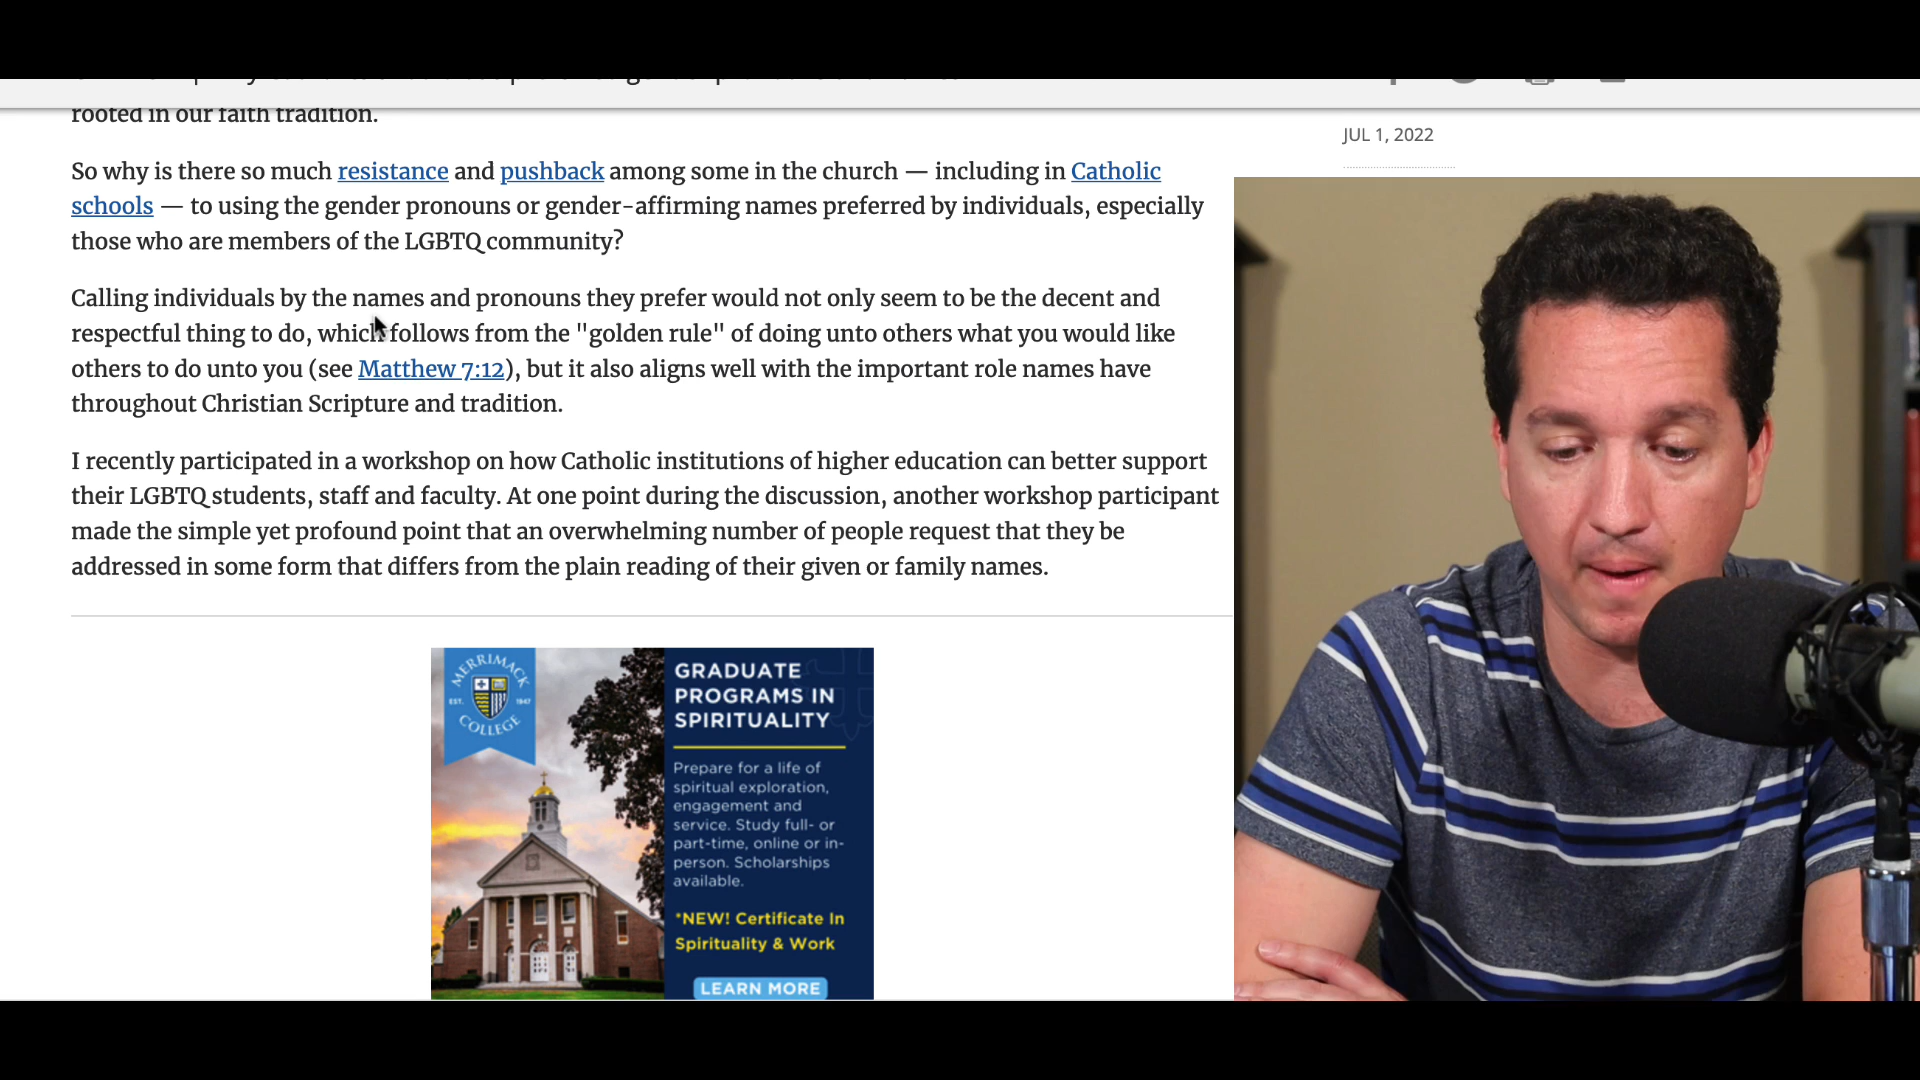 rooted in our faith tradition.
JUL 1, 2022
So why is there so much resistance and pushback among some in the church — including in Catholic
schools — to using the gender pronouns or gender-affirming names preferred by individuals, especially
those who are members of the LGBTQ community?
Calling individuals by the names and pronouns they prefer would not only seem to be the decent and
respectful thing to do, which follows from the "golden rule" of doing unto others what you would like
others to do unto you (see Matthew 7:12), but it also aligns well with the important role names have
throughout Christian Scripture and tradition.
I recently participated in a workshop on how Catholic institutions of higher education can better support
their LGBTQ students, staff and faculty. At one point during the discussion, another workshop participant
made the simple yet profound point that an overwhelming number of people request that they be
addressed in some form that differs from the plain reading of their given or family names.
MERRIMACK
EST. 1947
COLLEGE
GRADUATE
PROGRAMS IN
SPIRITUALITY
Prepare for a life of
spiritual exploration,
engagement and
service. Study full- or
part-time, online or in-
person. Scholarships
available.
*NEW! Certificate In
Spirituality & Work
LEARN MORE